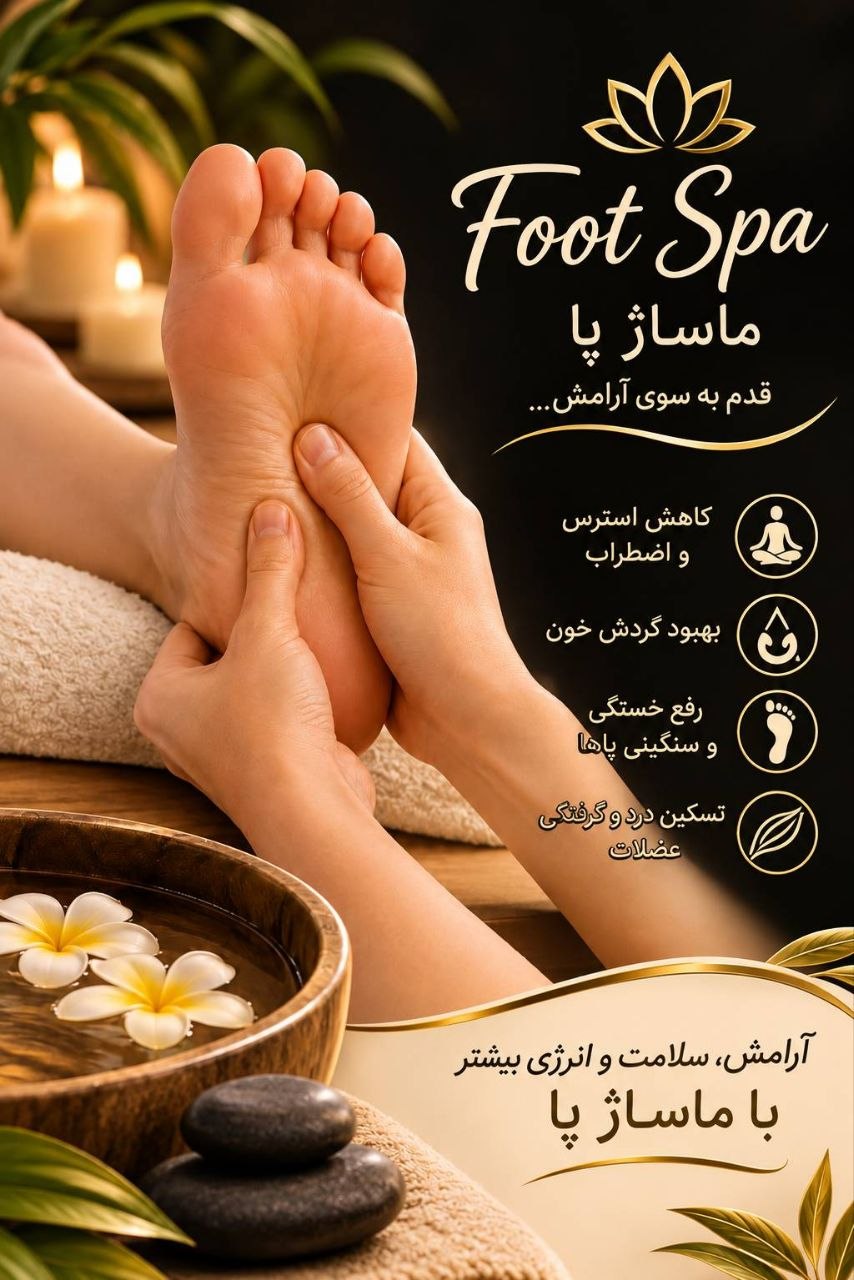 Foot Spa
ماساژ پا
قدم به سوی آرامش...
کاهش استرس
و اضطراب
بهبود گردش خون
رفع خستگی
و سنگینی پاها
تسکین درد و گرفتگی
عضلات
آرامش، سلامت و انرژی بیشتر
با ماساژ پا